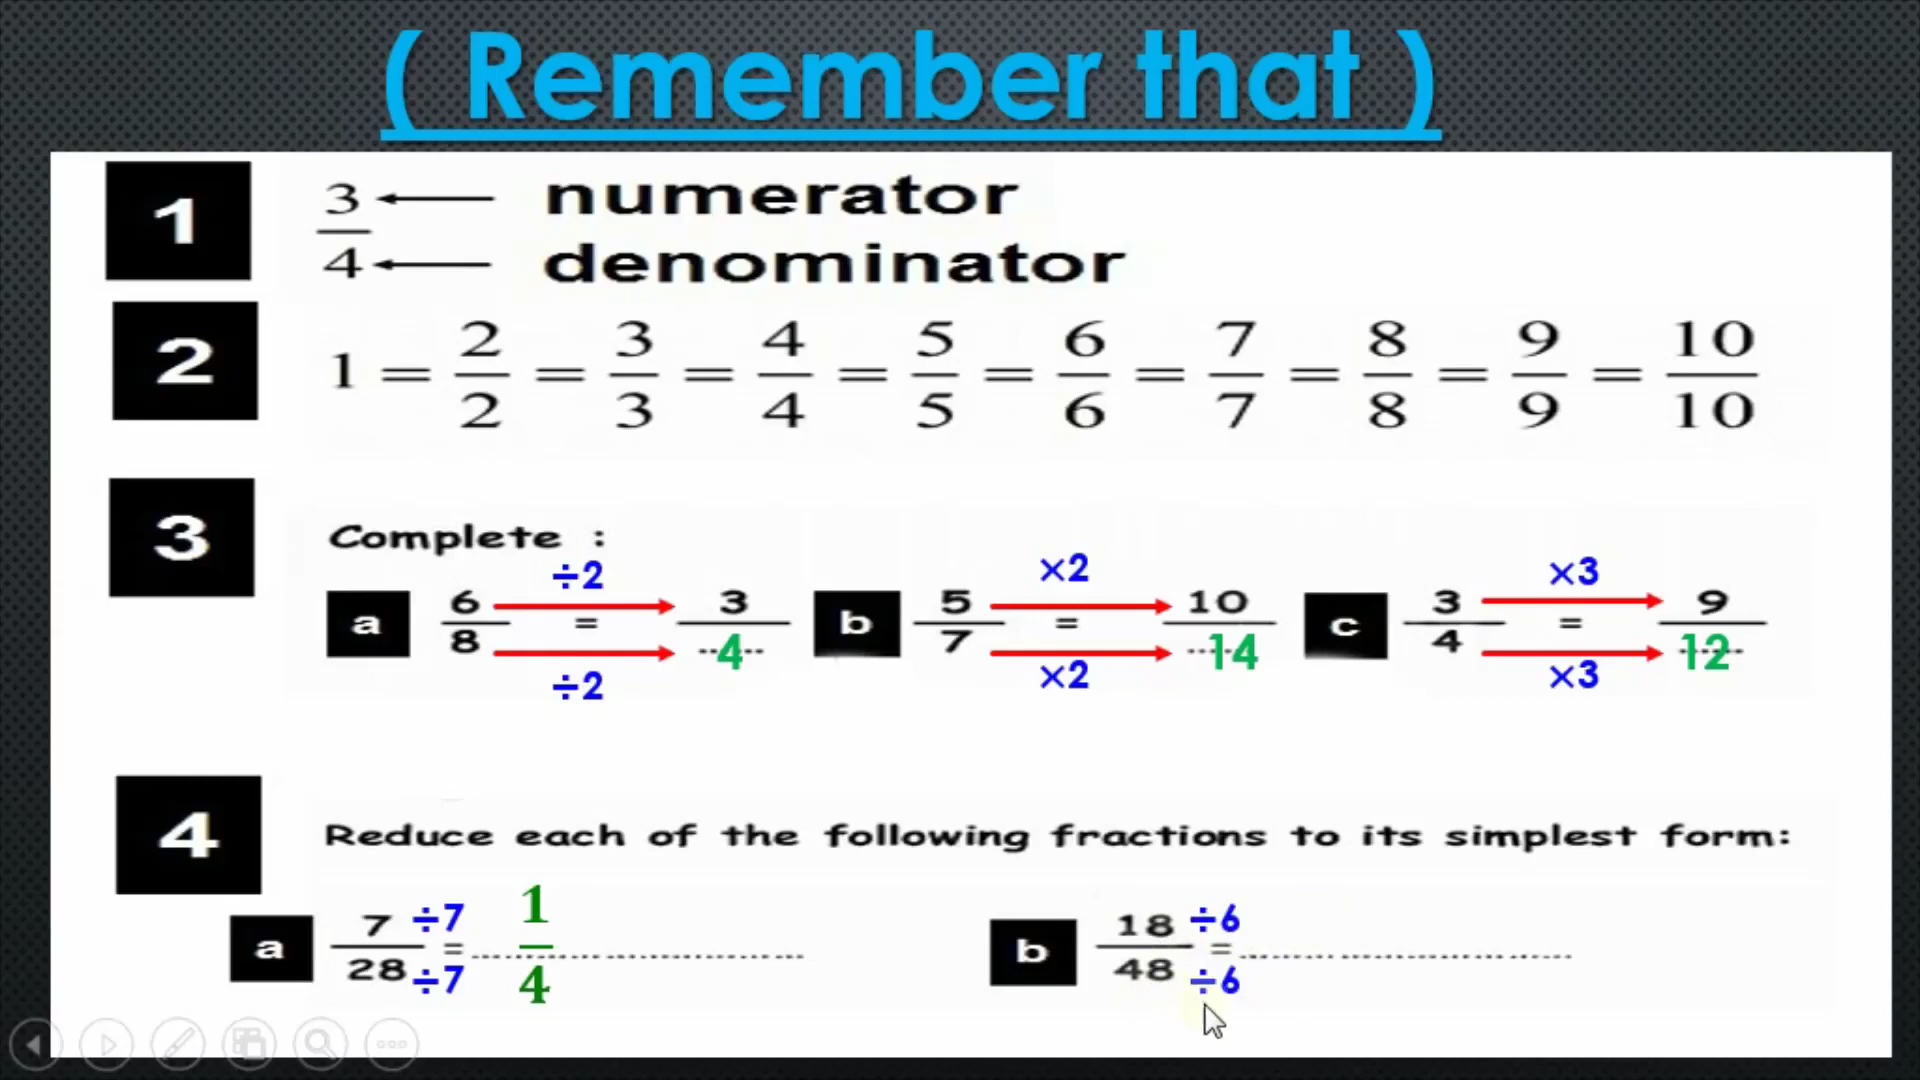 ( Remember that )
1 3/4 numerator denominator
2 1 = 2/2 = 3/3 = 4/4 = 5/5 = 6/6 = 7/7 = 8/8 = 9/9 = 10/10
3 Complete :
a 6/8 = 3/4 ÷2 ÷2 b 5/7 = 10/14 ×2 ×2 c 3/4 = 9/12 ×3 ×3
4 Reduce each of the following fractions to its simplest form:
a 7/28 ÷7 ÷7 = 1/4 b 18/48 ÷6 ÷6 =